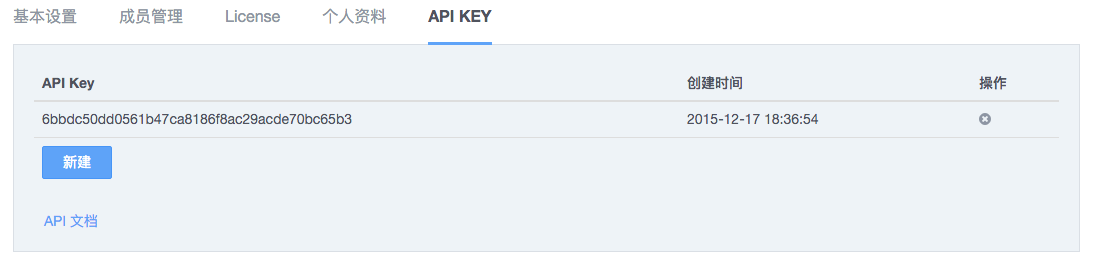 基本设置 成员管理 License 个人资料 API KEY
API Key 创建时间 操作
6bbdc50dd0561b47ca8186f8ac29acde70bc65b3 2015-12-17 18:36:54
新建
API 文档